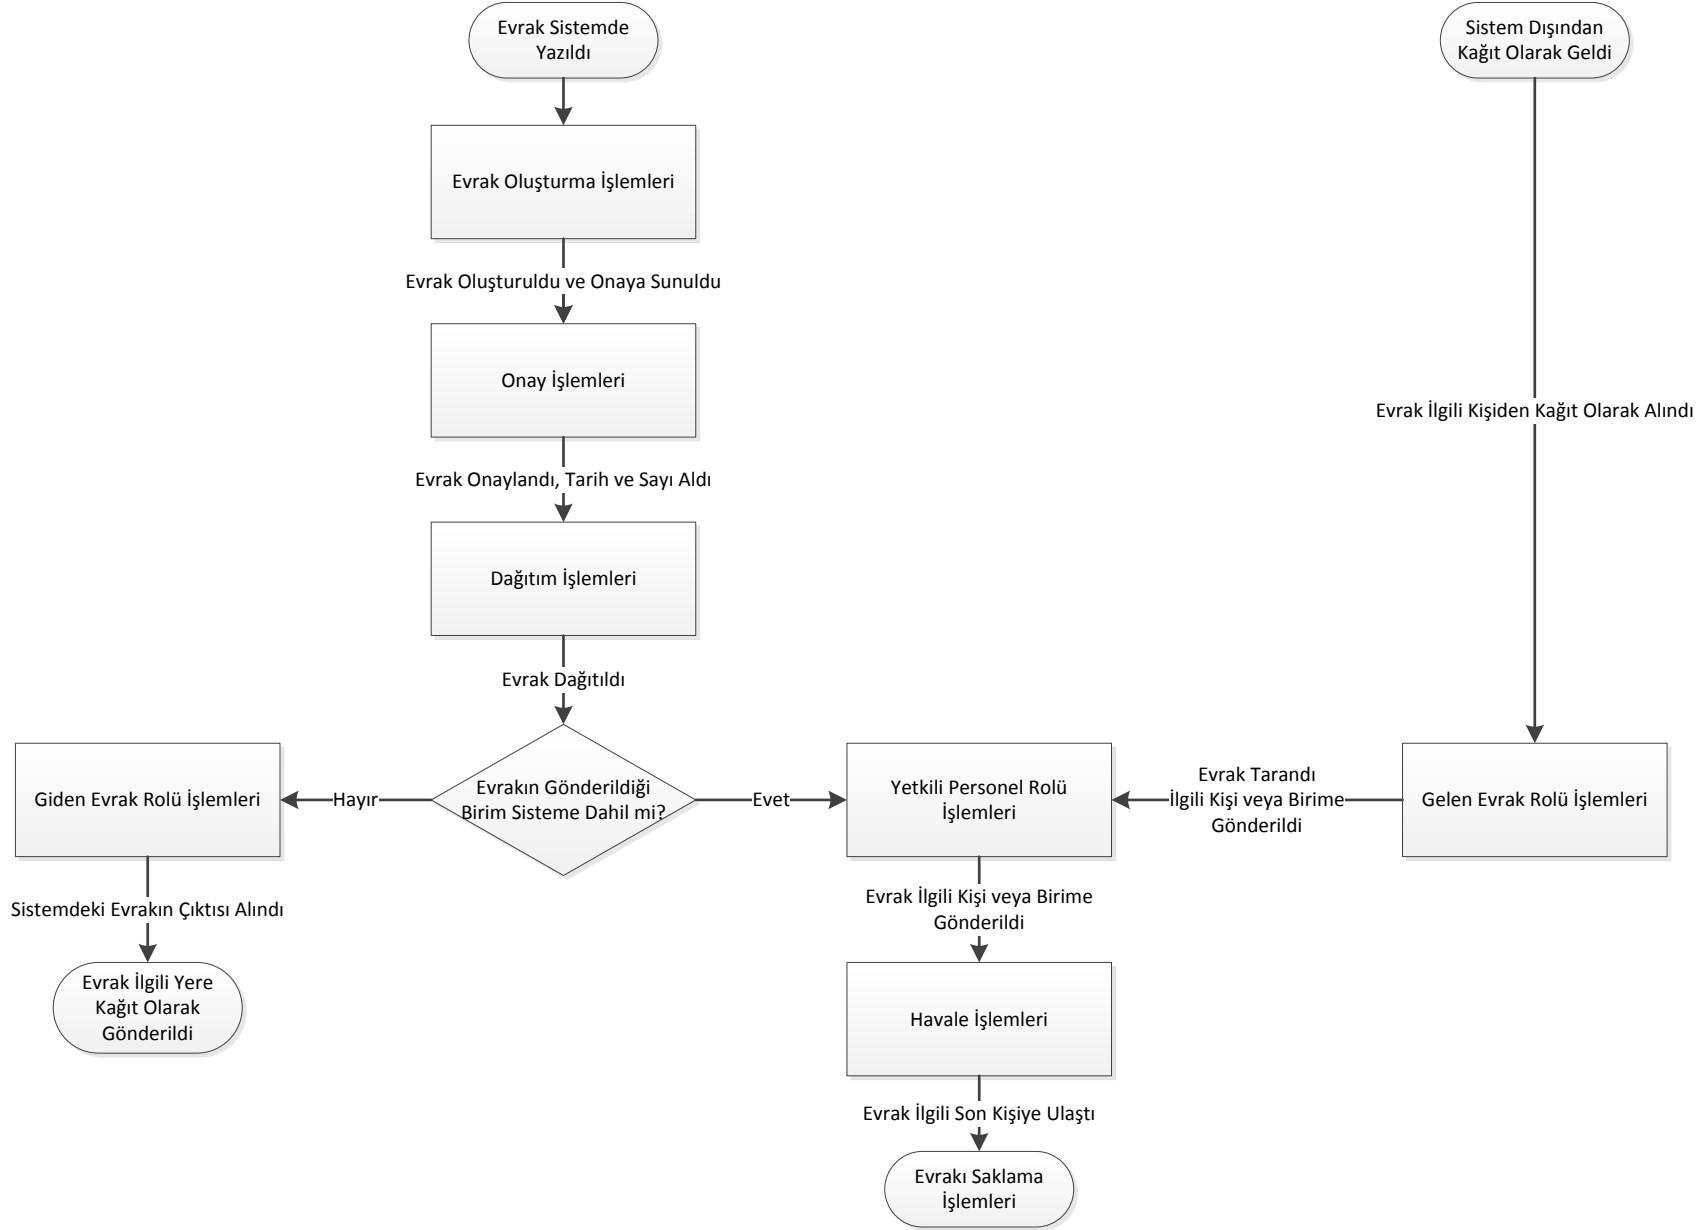 Evrak Sistemde
Yazıldı
Sistem Dışından
Kağıt Olarak Geldi
Evrak Oluşturma İşlemleri
Evrak Oluşturuldu ve Onaya Sunuldu
Onay İşlemleri
Evrak İlgili Kişiden Kağıt Olarak Alındı
Evrak Onaylandı, Tarih ve Sayı Aldı
Dağıtım İşlemleri
Evrak Dağıtıldı
Giden Evrak Rolü İşlemleri
Hayır
Evrakın Gönderildiği
Birim Sisteme Dahil mi?
Evet
Yetkili Personel Rolü
İşlemleri
Evrak Tarandı
İlgili Kişi veya Birime
Gönderildi
Gelen Evrak Rolü İşlemleri
Sistemdeki Evrakın Çıktısı Alındı
Evrak İlgili Kişi veya Birime
Gönderildi
Evrak İlgili Yere
Kağıt Olarak
Gönderildi
Havale İşlemleri
Evrak İlgili Son Kişiye Ulaştı
Evrakı Saklama
İşlemleri